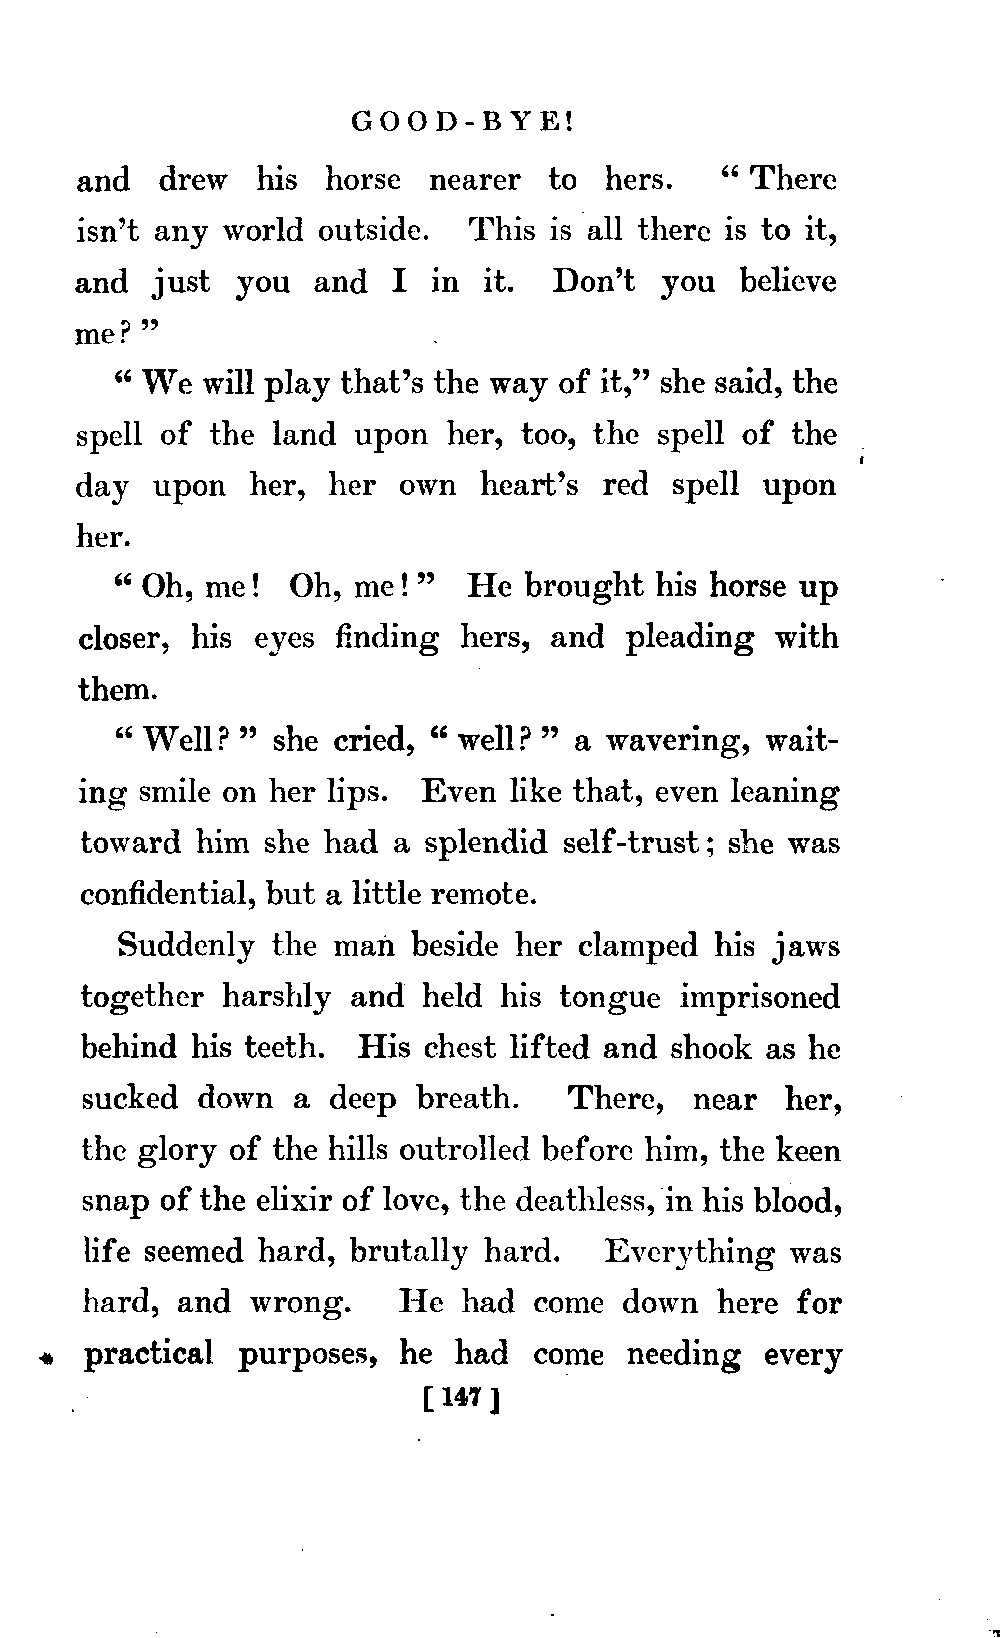 GOOD-BYE!
and drew his horse nearer to hers. “ There
isn’t any world outside. This is all there is to it,
and just you and I in it. Don’t you believe
me? ”
“ We will play that’s the way of it,” she said, the
spell of the land upon her, too, the spell of the
day upon her, her own heart’s red spell upon
her.
“ Oh, me! Oh, me! ” He brought his horse up
closer, his eyes finding hers, and pleading with
them.
“ Well? ” she cried, “ well? ” a wavering, wait-
ing smile on her lips. Even like that, even leaning
toward him she had a splendid self-trust; she was
confidential, but a little remote.
Suddenly the man beside her clamped his jaws
together harshly and held his tongue imprisoned
behind his teeth. His chest lifted and shook as he
sucked down a deep breath. There, near her,
the glory of the hills outrolled before him, the keen
snap of the elixir of love, the deathless, in his blood,
life seemed hard, brutally hard. Everything was
hard, and wrong. He had come down here for
practical purposes, he had come needing every
[ 147 ]